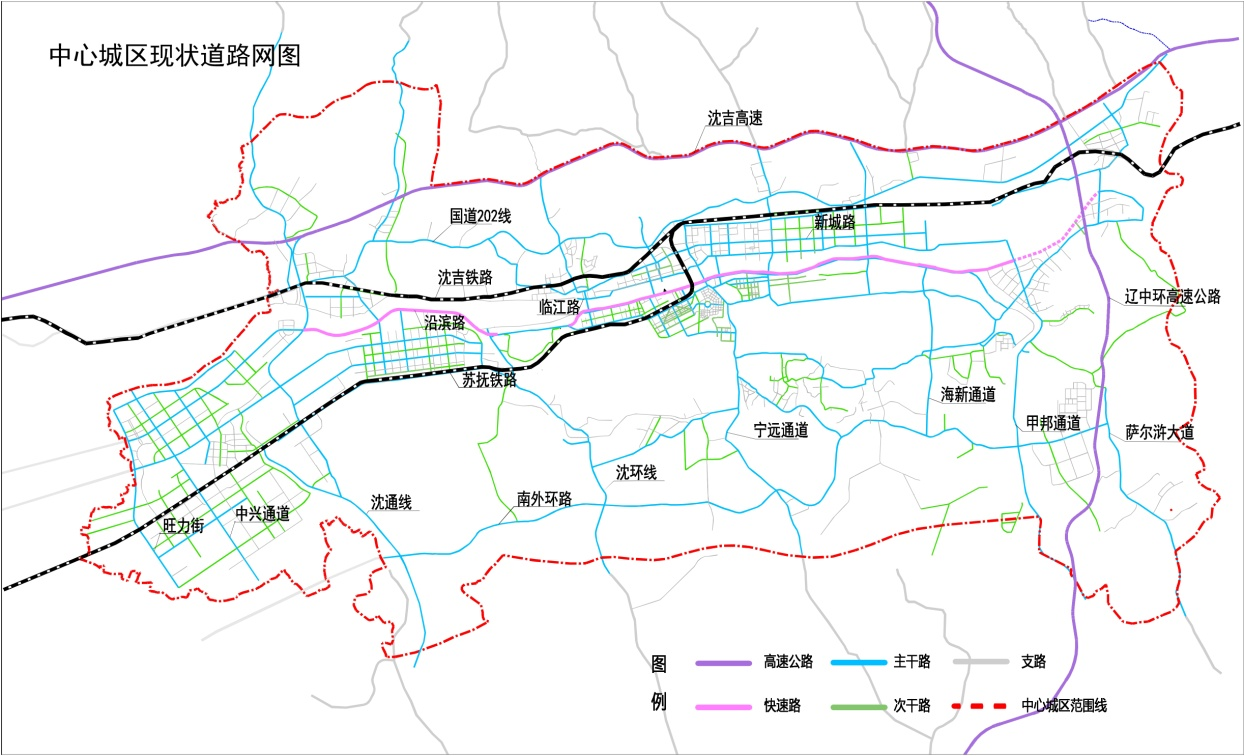 中心城区现状道路网图
沈吉高速
国道202线
新城路
沈吉铁路
临江路
辽中环高速公路
沿滨路
苏抚铁路
海新通道
宁远通道
甲邦通道
萨尔浒大道
沈环线
沈通线
南外环路
中兴通道
旺力街
图例
高速公路
主干路
支路
快速路
次干路
中心城区范围线